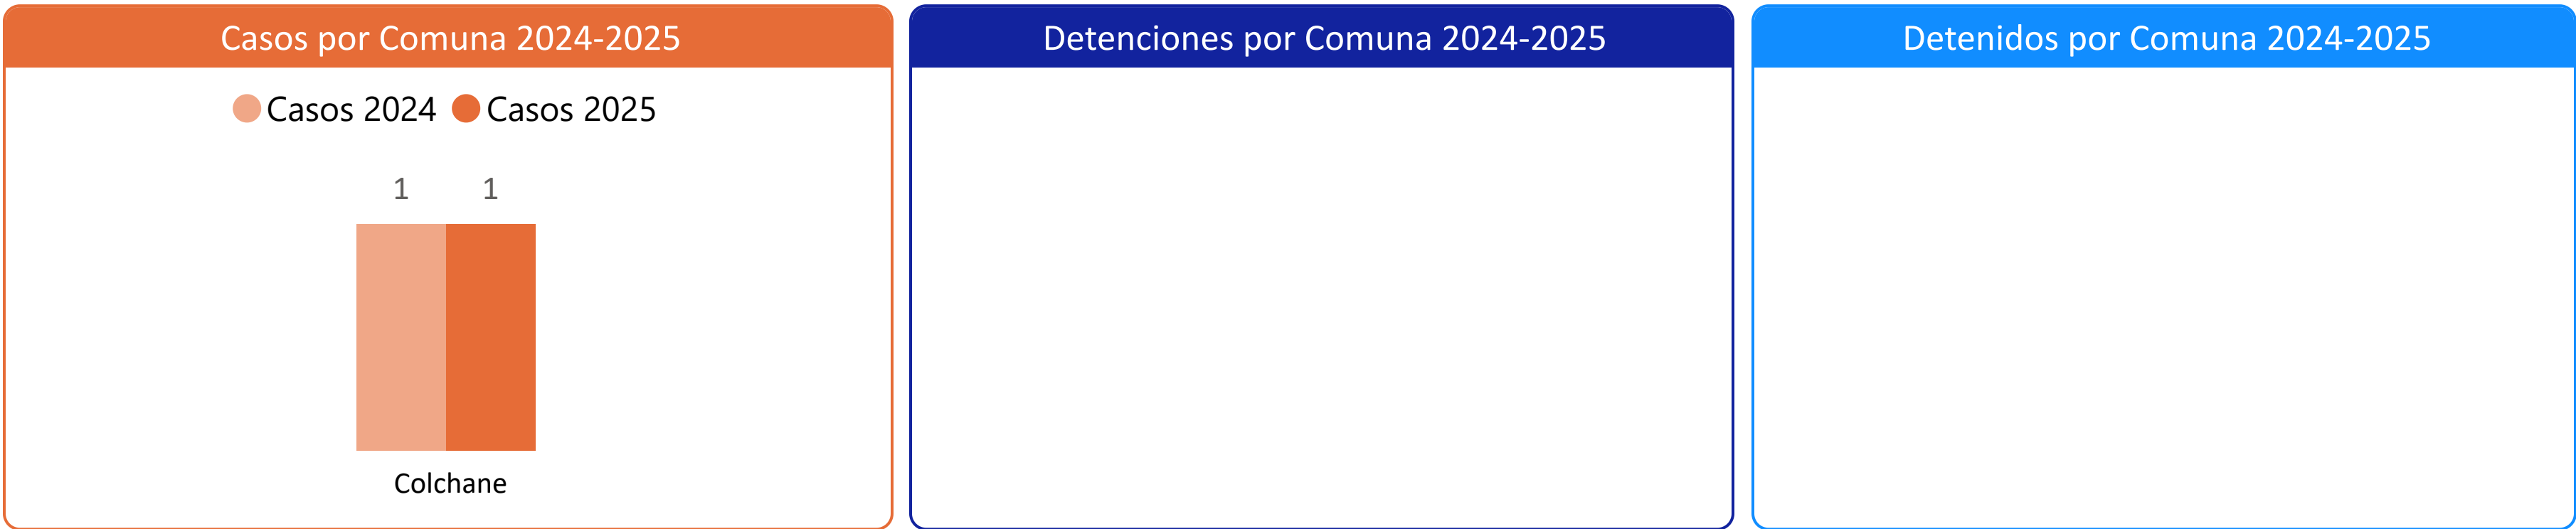 Casos por Comuna 2024-2025
Casos 2024 Casos 2025
1 1
Colchane
Detenciones por Comuna 2024-2025
Detenidos por Comuna 2024-2025